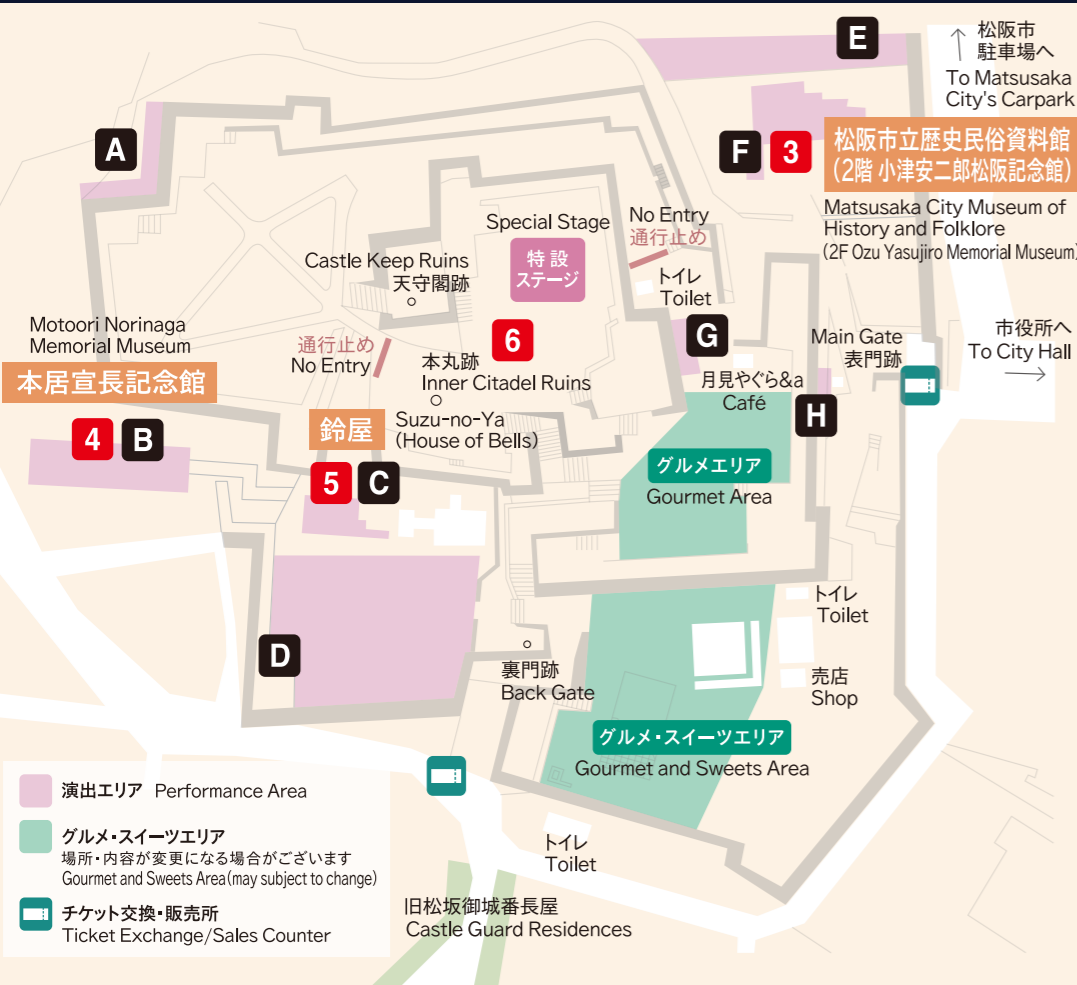 E
松阪市
駐車場へ
To Matsusaka
City's Carpark
A
F
3
松阪市立歴史民俗資料館
(2階 小津安二郎松阪記念館)
Matsusaka City Museum of
History and Folklore
(2F Ozu Yasujiro Memorial Museum)
Special Stage
特設
ステージ
No Entry
通行止め
Castle Keep Ruins
天守閣跡
トイレ
Toilet
Motoori Norinaga
Memorial Museum
本居宣長記念館
4
B
通行止め
No Entry
6
本丸跡
Inner Citadel Ruins
G
Main Gate
表門跡
市役所へ
To City Hall
月見やぐら&a
Café
H
鈴屋
Suzu-no-Ya
(House of Bells)
5
C
グルメエリア
Gourmet Area
D
トイレ
Toilet
裏門跡
Back Gate
売店
Shop
グルメ・スイーツエリア
Gourmet and Sweets Area
演出エリア Performance Area
グルメ・スイーツエリア
場所・内容が変更になる場合がございます
Gourmet and Sweets Area(may subject to change)
チケット交換・販売所
Ticket Exchange/Sales Counter
トイレ
Toilet
旧松坂御城番長屋
Castle Guard Residences